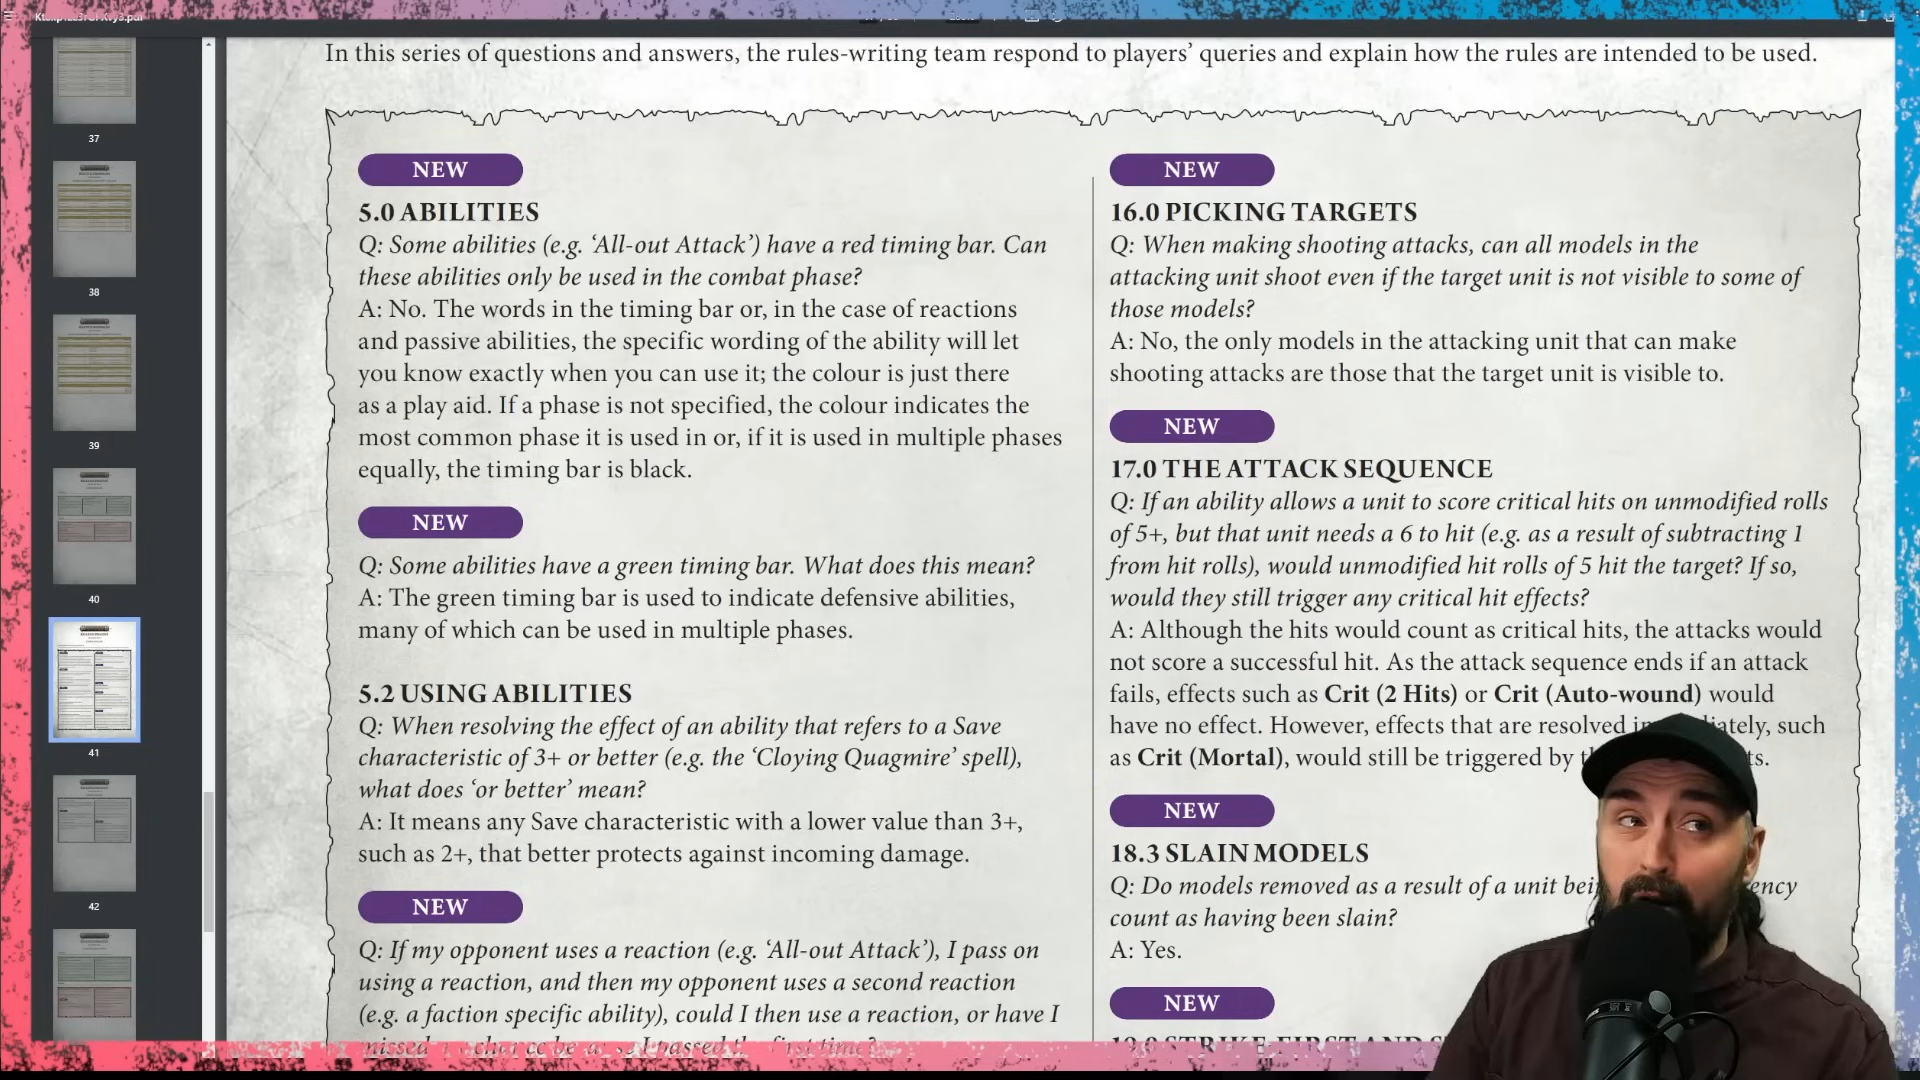 In this series of questions and answers, the rules-writing team respond to players’ queries and explain how the rules are intended to be used.
37
38
39
40
41
42
NEW
5.0 ABILITIES
Q: Some abilities (e.g. ‘All-out Attack’) have a red timing bar. Can
these abilities only be used in the combat phase?
A: No. The words in the timing bar or, in the case of reactions
and passive abilities, the specific wording of the ability will let
you know exactly when you can use it; the colour is just there
as a play aid. If a phase is not specified, the colour indicates the
most common phase it is used in or, if it is used in multiple phases
equally, the timing bar is black.
NEW
Q: Some abilities have a green timing bar. What does this mean?
A: The green timing bar is used to indicate defensive abilities,
many of which can be used in multiple phases.
5.2 USING ABILITIES
Q: When resolving the effect of an ability that refers to a Save
characteristic of 3+ or better (e.g. the ‘Cloying Quagmire’ spell),
what does ‘or better’ mean?
A: It means any Save characteristic with a lower value than 3+,
such as 2+, that better protects against incoming damage.
NEW
Q: If my opponent uses a reaction (e.g. ‘All-out Attack’), I pass on
using a reaction, and then my opponent uses a second reaction
(e.g. a faction specific ability), could I then use a reaction, or have I
NEW
16.0 PICKING TARGETS
Q: When making shooting attacks, can all models in the
attacking unit shoot even if the target unit is not visible to some of
those models?
A: No, the only models in the attacking unit that can make
shooting attacks are those that the target unit is visible to.
NEW
17.0 THE ATTACK SEQUENCE
Q: If an ability allows a unit to score critical hits on unmodified rolls
of 5+, but that unit needs a 6 to hit (e.g. as a result of subtracting 1
from hit rolls), would unmodified hit rolls of 5 hit the target? If so,
would they still trigger any critical hit effects?
A: Although the hits would count as critical hits, the attacks would
not score a successful hit. As the attack sequence ends if an attack
fails, effects such as Crit (2 Hits) or Crit (Auto-wound) would
have no effect. However, effects that are resolved such
as Crit (Mortal), would still be triggered by
NEW
18.3 SLAIN MODELS
Q: Do models removed as a result of a unit
count as having been slain?
A: Yes.
NEW
STRIKE-FIRST AND